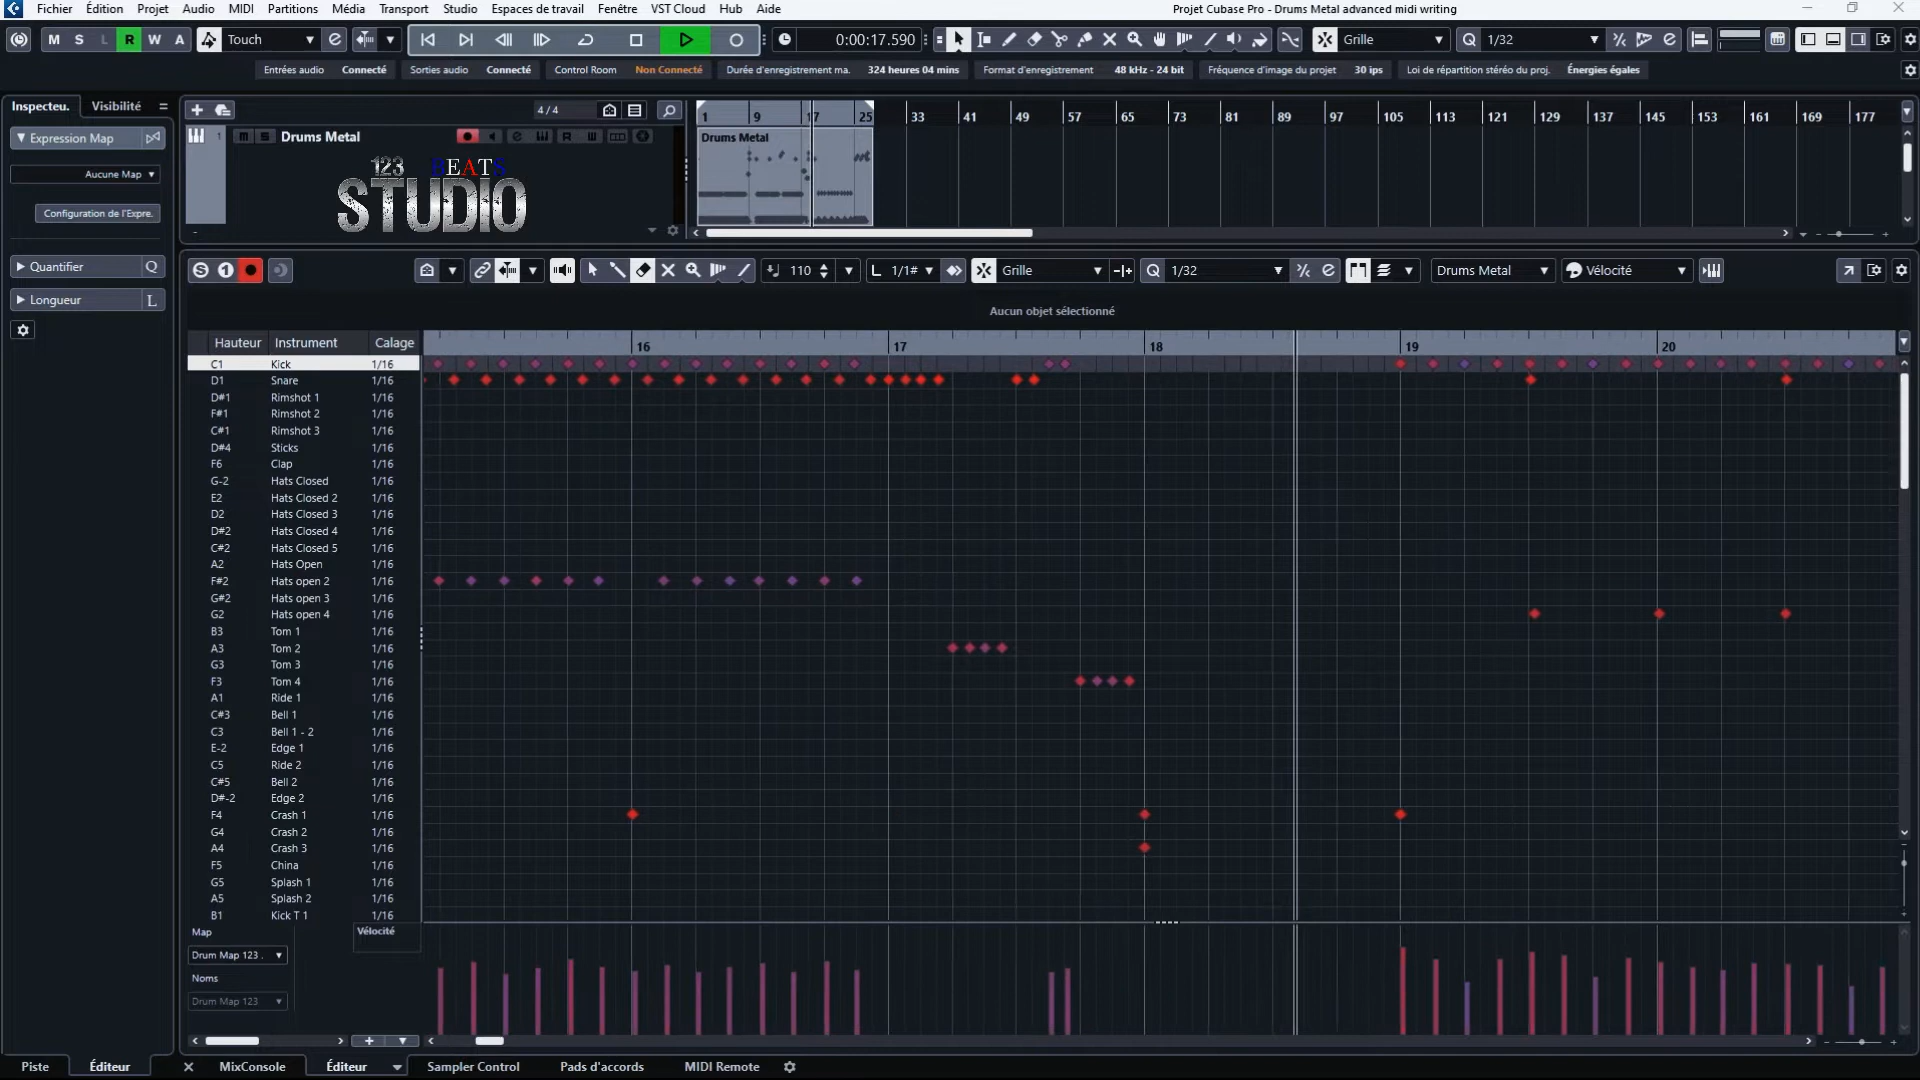 Fichier Édition Projet Audio MIDI Partitions Média Transport Studio Espaces de travail Fenêtre VST Cloud Hub Aide Projet Cubase Pro - Drums Metal advanced midi writing
M S L R W A Touch 0:00:17.590 Grille 1/32
Entrées audio Connecté Sorties audio Connecté Control Room Non Connecté Durée d'enregistrement ma. 324 heures 04 mins Format d'enregistrement 48 kHz - 24 bit Fréquence d'image du projet 30 ips Loi de répartition stéréo du proj. Énergies égales
Inspecteu. Visibilité 4/4 1 9 17 25 33 41 49 57 65 73 81 89 97 105 113 121 129 137 145 153 161 169 177
Expression Map 1 Drums Metal Drums Metal
Aucune Map 123 BEATS
STUDIO
Configuration de l'Expre.
Quantifier Q
Longueur L
110 1/1# Grille 1/32 Drums Metal Vélocité
Aucun objet sélectionné
Hauteur Instrument Calage 16 17 18 19 20
C1 Kick 1/16
D1 Snare 1/16
D#1 Rimshot 1 1/16
F#1 Rimshot 2 1/16
C#1 Rimshot 3 1/16
D#4 Sticks 1/16
F6 Clap 1/16
G-2 Hats Closed 1/16
E2 Hats Closed 2 1/16
D2 Hats Closed 3 1/16
D#2 Hats Closed 4 1/16
C#2 Hats Closed 5 1/16
A2 Hats Open 1/16
F#2 Hats open 2 1/16
G#2 Hats open 3 1/16
G2 Hats open 4 1/16
B3 Tom 1 1/16
A3 Tom 2 1/16
G3 Tom 3 1/16
F3 Tom 4 1/16
A1 Ride 1 1/16
C#3 Bell 1 1/16
C3 Bell 1 - 2 1/16
E-2 Edge 1 1/16
C5 Ride 2 1/16
C#5 Bell 2 1/16
D#-2 Edge 2 1/16
F4 Crash 1 1/16
G4 Crash 2 1/16
A4 Crash 3 1/16
F5 China 1/16
G5 Splash 1 1/16
A5 Splash 2 1/16
B1 Kick T 1 1/16
Map Vélocité
Drum Map 123 .
Noms
Drum Map 123
Piste Éditeur MixConsole Éditeur Sampler Control Pads d'accords MIDI Remote